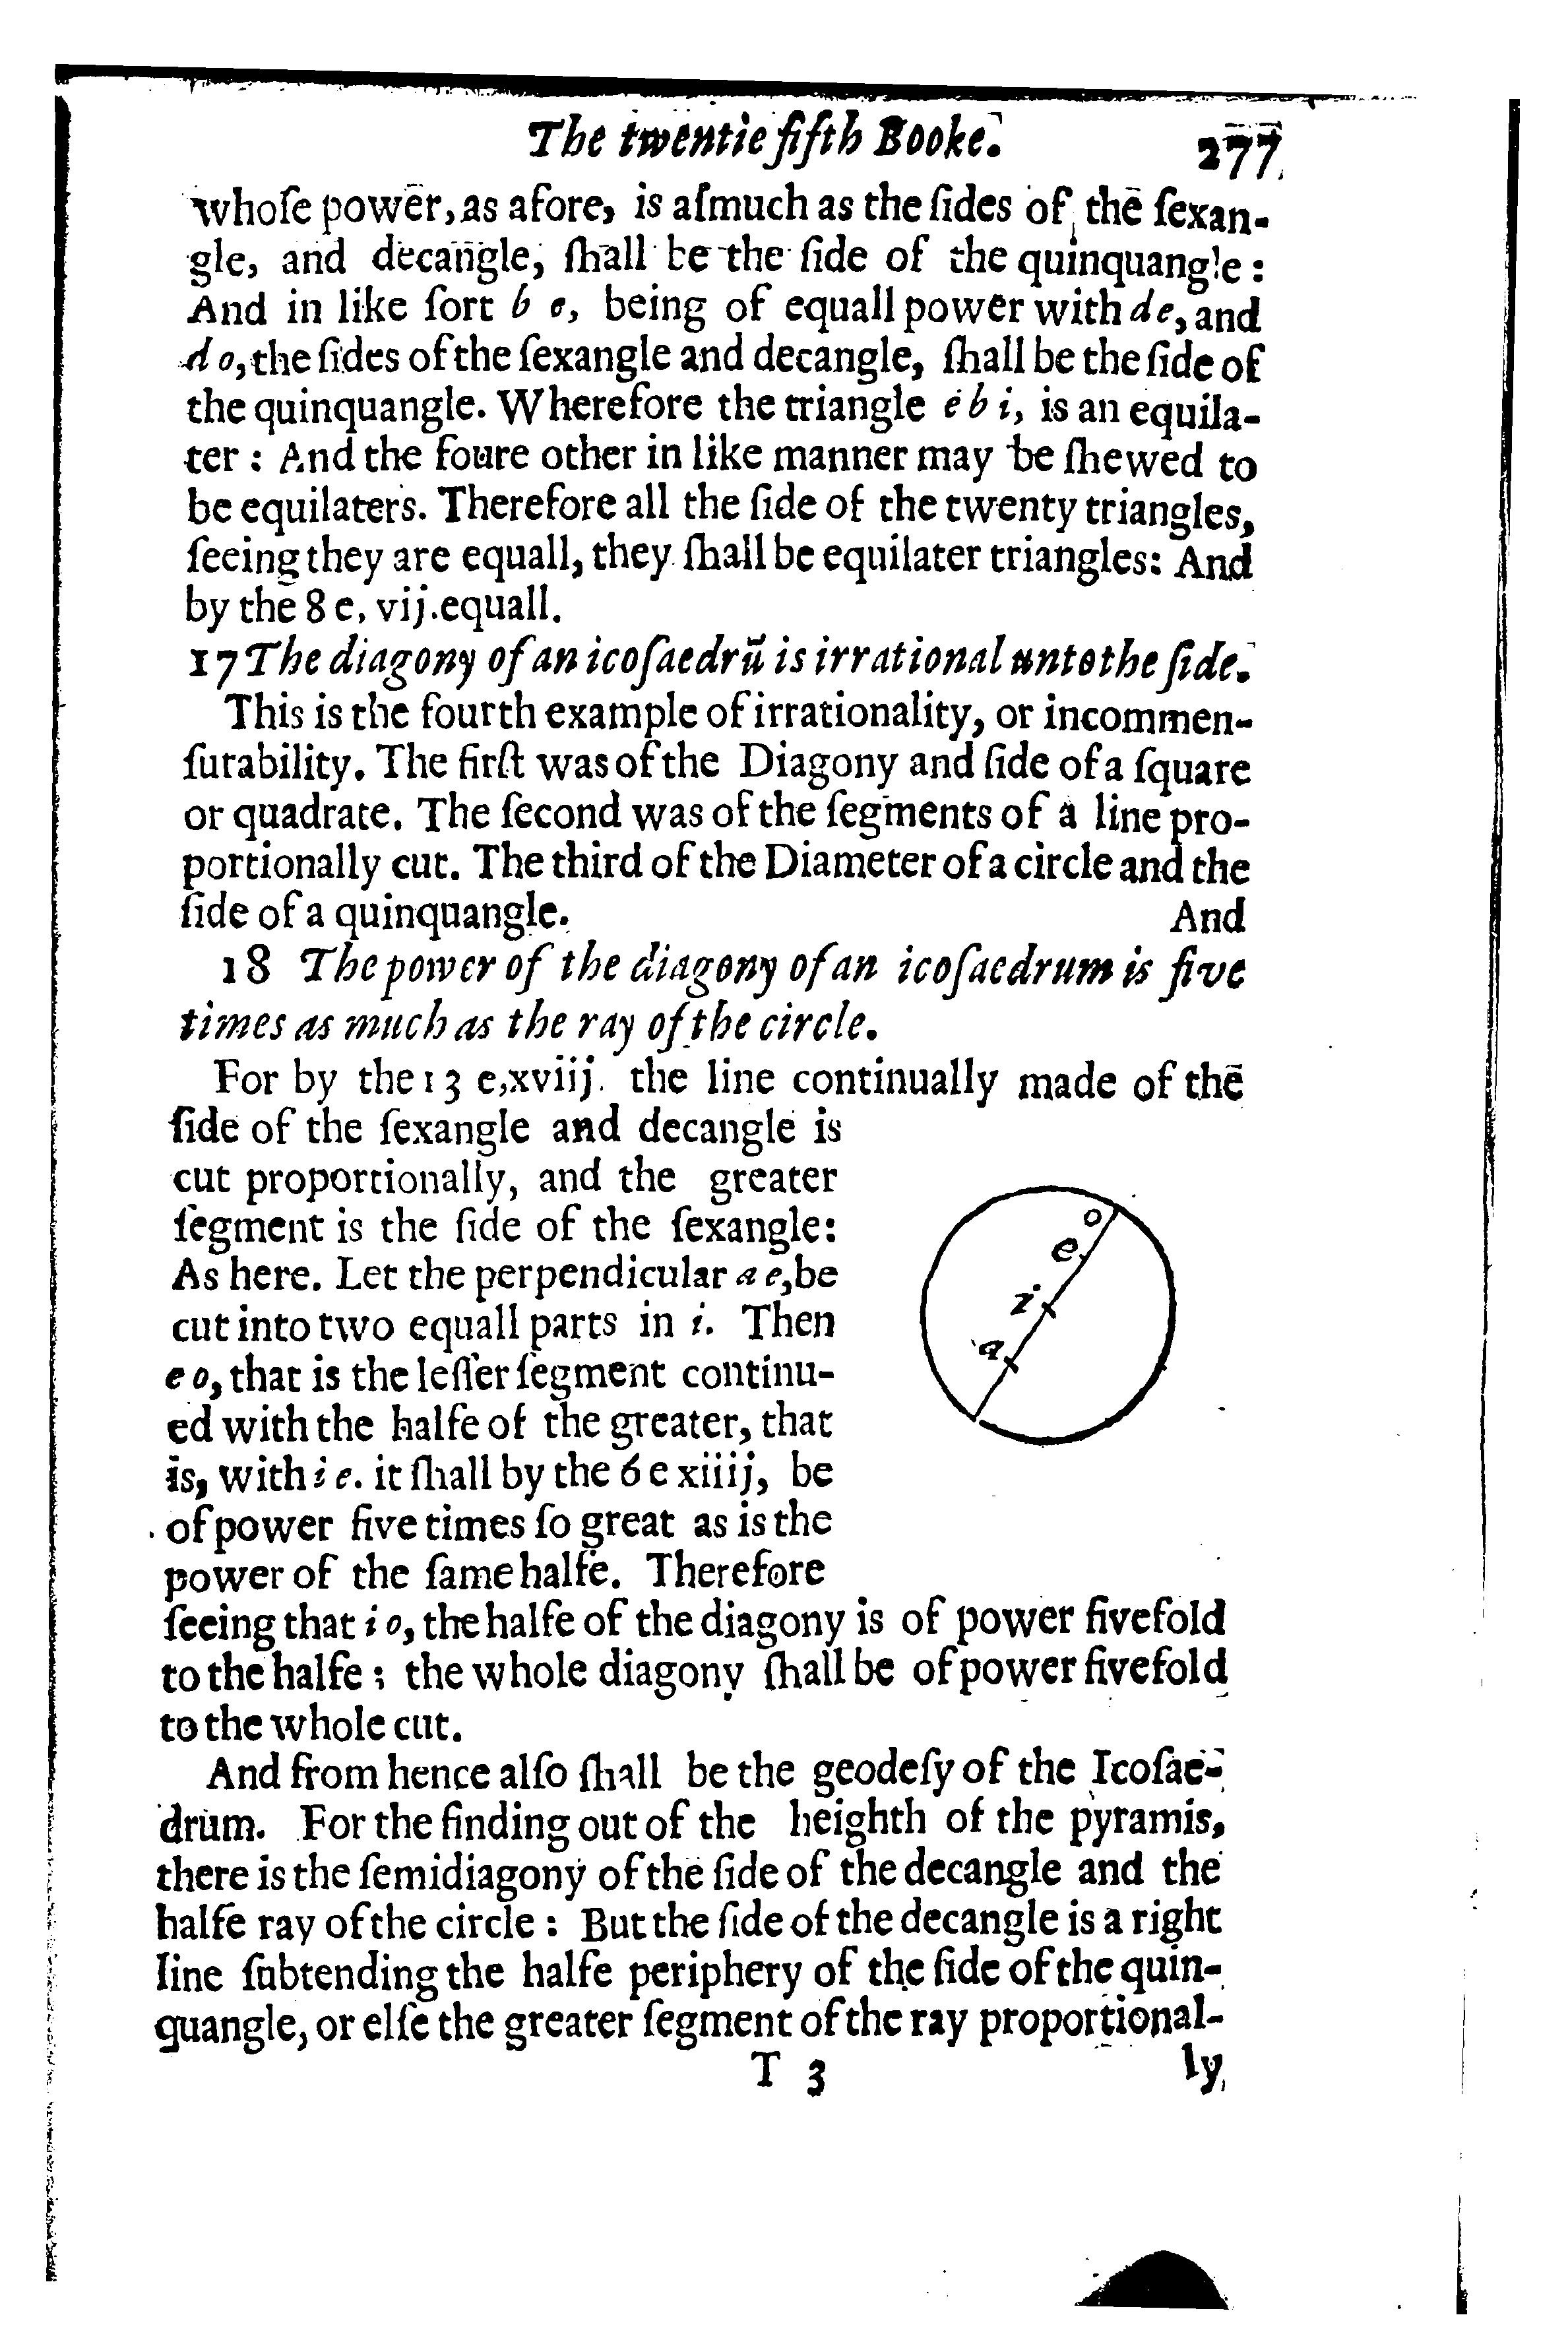 The twentie fifth Booke. 277
whoſe power, as afore, is aſmuch as the ſides of the ſexan-
gle, and decangle, ſhall be the ſide of the quinquangle:
And in like ſort b e, being of equall power with d e, and
d o, the ſides of the ſexangle and decangle, ſhall be the ſide of
the quinquangle. Wherefore the triangle e b i, is an equila-
ter: And the foure other in like manner may be ſhewed to
be equilaters. Therefore all the ſide of the twenty triangles,
ſeeing they are equall, they ſhall be equilater triangles: And
by the 8 e, vij. equall.
17 The diagony of an icoſaedrū is irrational unto the ſide.
This is the fourth example of irrationality, or incommen-
ſurability. The firſt was of the Diagony and ſide of a ſquare
or quadrate. The ſecond was of the ſegments of a line pro-
portionally cut. The third of the Diameter of a circle and the
ſide of a quinquangle. And
18 The power of the diagony of an icoſaedrum is five
times as much as the ray of the circle.
For by the 13 e, xviij. the line continually made of the
ſide of the ſexangle and decangle is
cut proportionally, and the greater
ſegment is the ſide of the ſexangle:
As here. Let the perpendicular a e, be
cut into two equall parts in i. Then
e o, that is the leſſer ſegment continu-
ed with the halfe of the greater, that
is, with i e. it ſhall by the 6 e xiiij, be
of power five times ſo great as is the
power of the ſame halfe. Therefore
ſeeing that i o, the halfe of the diagony is of power fivefold
to the halfe; the whole diagony ſhall be of power fivefold
to the whole cut.
o
e
i
a
And from hence alſo ſhall be the geodeſy of the Icoſae-
drum. For the finding out of the heighth of the pyramis,
there is the ſemidiagony of the ſide of the decangle and the
halfe ray of the circle: But the ſide of the decangle is a right
line ſubtending the halfe periphery of the ſide of the quin-
quangle, or elſe the greater ſegment of the ray proportional-
T 3 ly